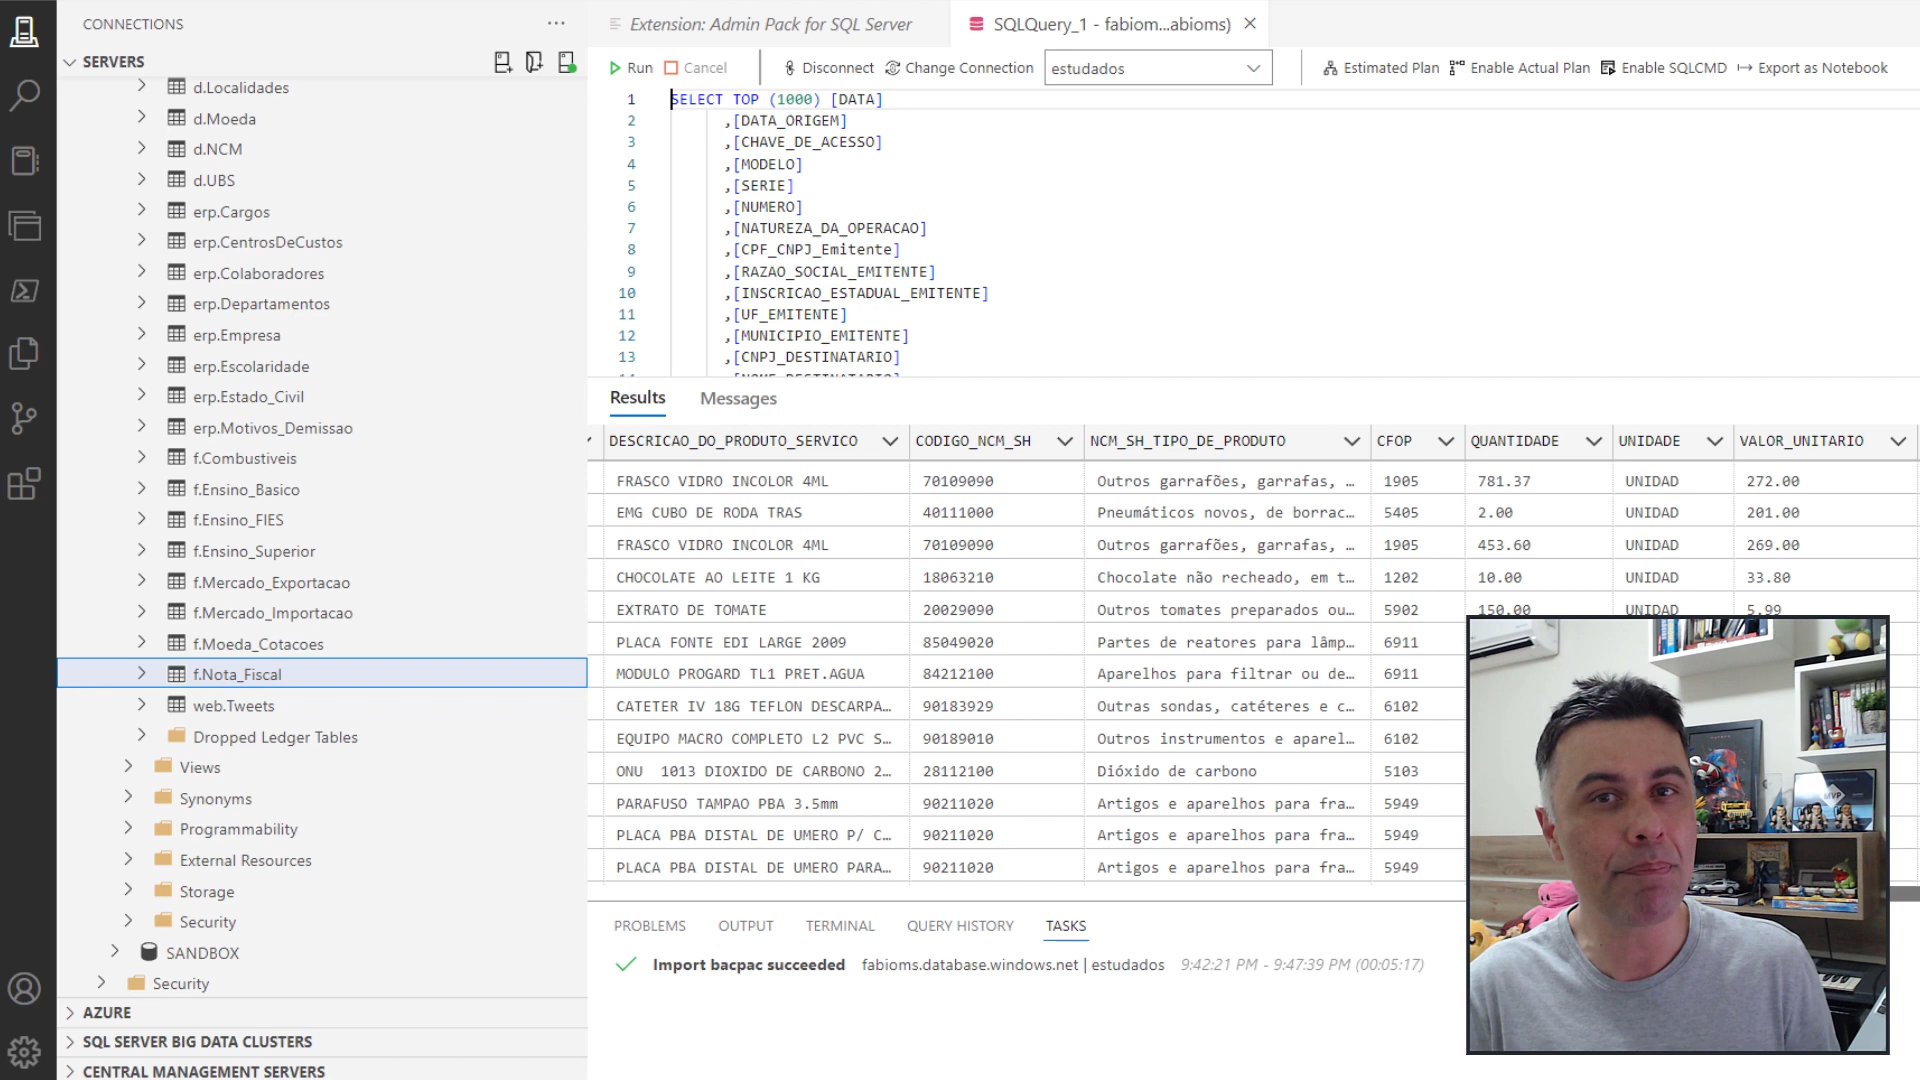 CONNECTIONS
SERVERS
d.Localidades
d.Moeda
d.NCM
d.UBS
erp.Cargos
erp.CentrosDeCustos
erp.Colaboradores
erp.Departamentos
erp.Empresa
erp.Escolaridade
erp.Estado_Civil
erp.Motivos_Demissao
f.Combustiveis
f.Ensino_Basico
f.Ensino_FIES
f.Ensino_Superior
f.Mercado_Exportacao
f.Mercado_Importacao
f.Moeda_Cotacoes
f.Nota_Fiscal
web.Tweets
Dropped Ledger Tables
Views
Synonyms
Programmability
External Resources
Storage
Security
SANDBOX
Security
AZURE
SQL SERVER BIG DATA CLUSTERS
CENTRAL MANAGEMENT SERVERS
Extension: Admin Pack for SQL Server
SQLQuery_1 - fabiom...abioms)
Run Cancel Disconnect Change Connection estudados Estimated Plan Enable Actual Plan Enable SQLCMD Export as Notebook
1 SELECT TOP (1000) [DATA]
2 ,[DATA_ORIGEM]
3 ,[CHAVE_DE_ACESSO]
4 ,[MODELO]
5 ,[SERIE]
6 ,[NUMERO]
7 ,[NATUREZA_DA_OPERACAO]
8 ,[CPF_CNPJ_Emitente]
9 ,[RAZAO_SOCIAL_EMITENTE]
10 ,[INSCRICAO_ESTADUAL_EMITENTE]
11 ,[UF_EMITENTE]
12 ,[MUNICIPIO_EMITENTE]
13 ,[CNPJ_DESTINATARIO]
Results Messages
DESCRICAO_DO_PRODUTO_SERVICO CODIGO_NCM_SH NCM_SH_TIPO_DE_PRODUTO CFOP QUANTIDADE UNIDADE VALOR_UNITARIO
FRASCO VIDRO INCOLOR 4ML 70109090 Outros garrafões, garrafas, … 1905 781.37 UNIDAD 272.00
EMG CUBO DE RODA TRAS 40111000 Pneumáticos novos, de borrac… 5405 2.00 UNIDAD 201.00
FRASCO VIDRO INCOLOR 4ML 70109090 Outros garrafões, garrafas, … 1905 453.60 UNIDAD 269.00
CHOCOLATE AO LEITE 1 KG 18063210 Chocolate não recheado, em t… 1202 10.00 UNIDAD 33.80
EXTRATO DE TOMATE 20029090 Outros tomates preparados ou… 5902 150.00 UNIDAD 5.99
PLACA FONTE EDI LARGE 2009 85049020 Partes de reatores para lâmp… 6911
MODULO PROGARD TL1 PRET.AGUA 84212100 Aparelhos para filtrar ou de… 6911
CATETER IV 18G TEFLON DESCARPA… 90183929 Outras sondas, catéteres e c… 6102
EQUIPO MACRO COMPLETO L2 PVC S… 90189010 Outros instrumentos e aparel… 6102
ONU 1013 DIOXIDO DE CARBONO 2… 28112100 Dióxido de carbono 5103
PARAFUSO TAMPAO PBA 3.5mm 90211020 Artigos e aparelhos para fra… 5949
PLACA PBA DISTAL DE UMERO P/ C… 90211020 Artigos e aparelhos para fra… 5949
PLACA PBA DISTAL DE UMERO PARA… 90211020 Artigos e aparelhos para fra… 5949
PROBLEMS OUTPUT TERMINAL QUERY HISTORY TASKS
Import bacpac succeeded fabioms.database.windows.net | estudados 9:42:21 PM - 9:47:39 PM (00:05:17)
MVP